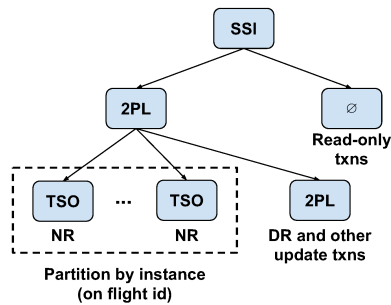 SSI
2PL
∅
Read-only
txns
TSO ... TSO
2PL
NR NR
DR and other
update txns
Partition by instance
(on flight id)